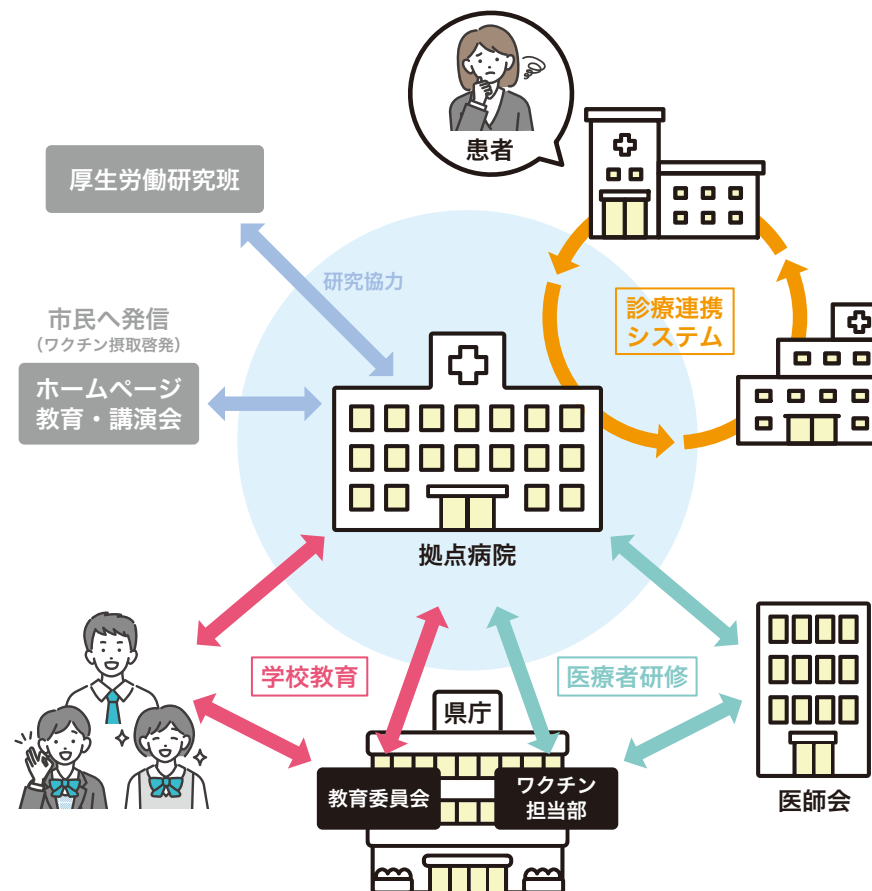 患者
厚生労働研究班
研究協力
診療連携
システム
市民へ発信
（ワクチン摂取啓発）
ホームページ
教育・講演会
拠点病院
学校教育
医療者研修
県庁
教育委員会
ワクチン
担当部
医師会